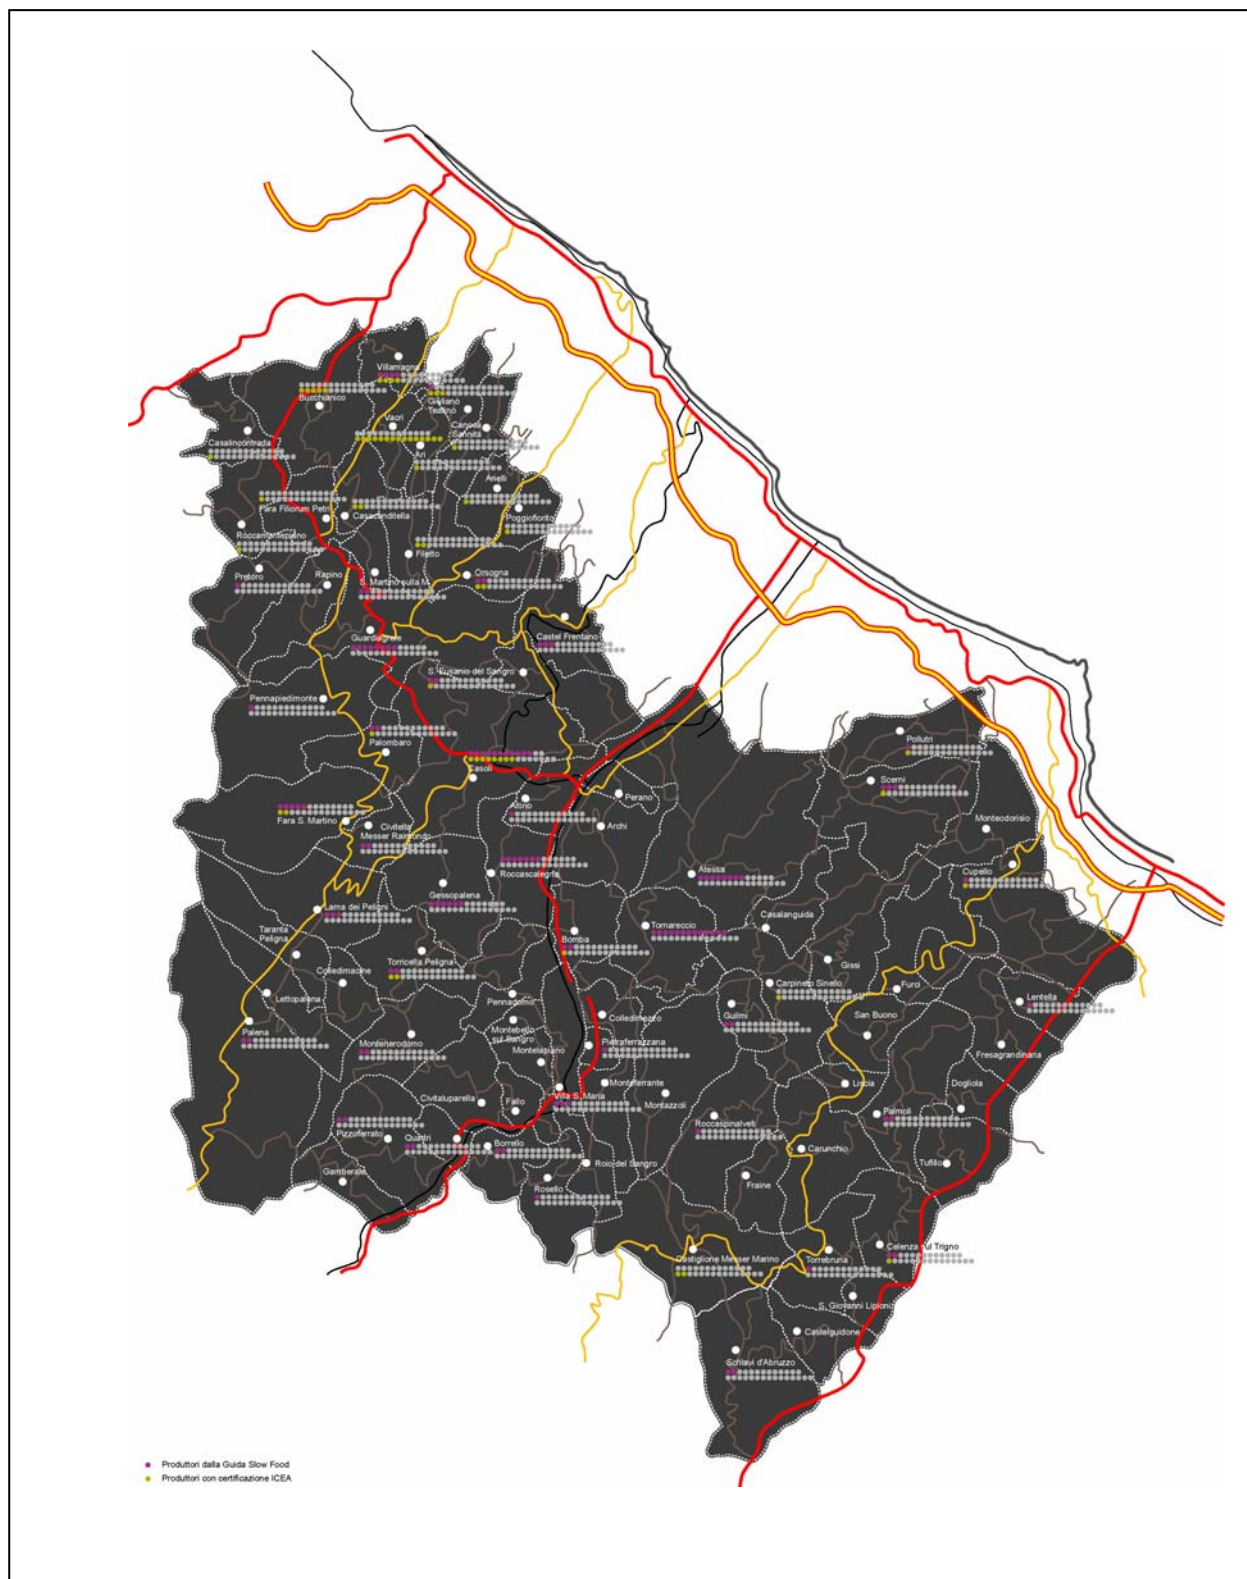 Villamagna
Bucchianico
Giuliano
Teatino
Vacri
Canosa
Sannita
Casalincontrada
Ari
Arielli
Fara Filiorum Petri
Casacanditella
Poggiofiorito
Roccamontepiano
Filetto
Pretoro
Rapino
S. Martino sulla M.
Orsogna
Guardiagrele
Castel Frentano
S. Eusanio del Sangro
Pennapiedimonte
Palombaro
Pollutri
Casoli
Scerni
Altino
Perano
Fara S. Martino
Civitella
Messer Raimondo
Archi
Monteodorisio
Roccascalegna
Atessa
Cupello
Gessopalena
Lama dei Peligni
Taranta
Peligna
Tornareccio
Casalanguida
Bomba
Torricella Peligna
Colledimacine
Gissi
Carpineto Sinello
Furci
Lettopalena
Pennadomo
Lentella
Guilmi
Colledimezzo
Montebello
sul Sangro
San Buono
Palena
Montenerodomo
Pietraferrazzana
Fresagrandinana
Montelapiano
Monteferrante
Liscia
Dogliola
Villa S. Maria
Montazzoli
Civitaluparella
Fallo
Roccaspinalveti
Palmoli
Pizzoferrato
Quadri
Borrello
Carunchio
Roio del Sangro
Tufillo
Gamberale
Fraine
Rosello
Celenza sul Trigno
Castiglione Messer Marino
Torrebruna
S. Giovanni Lipioni
Castelguidone
Schiavi d'Abruzzo
Produttori dalla Guida Slow Food
Produttori con certificazione ICEA